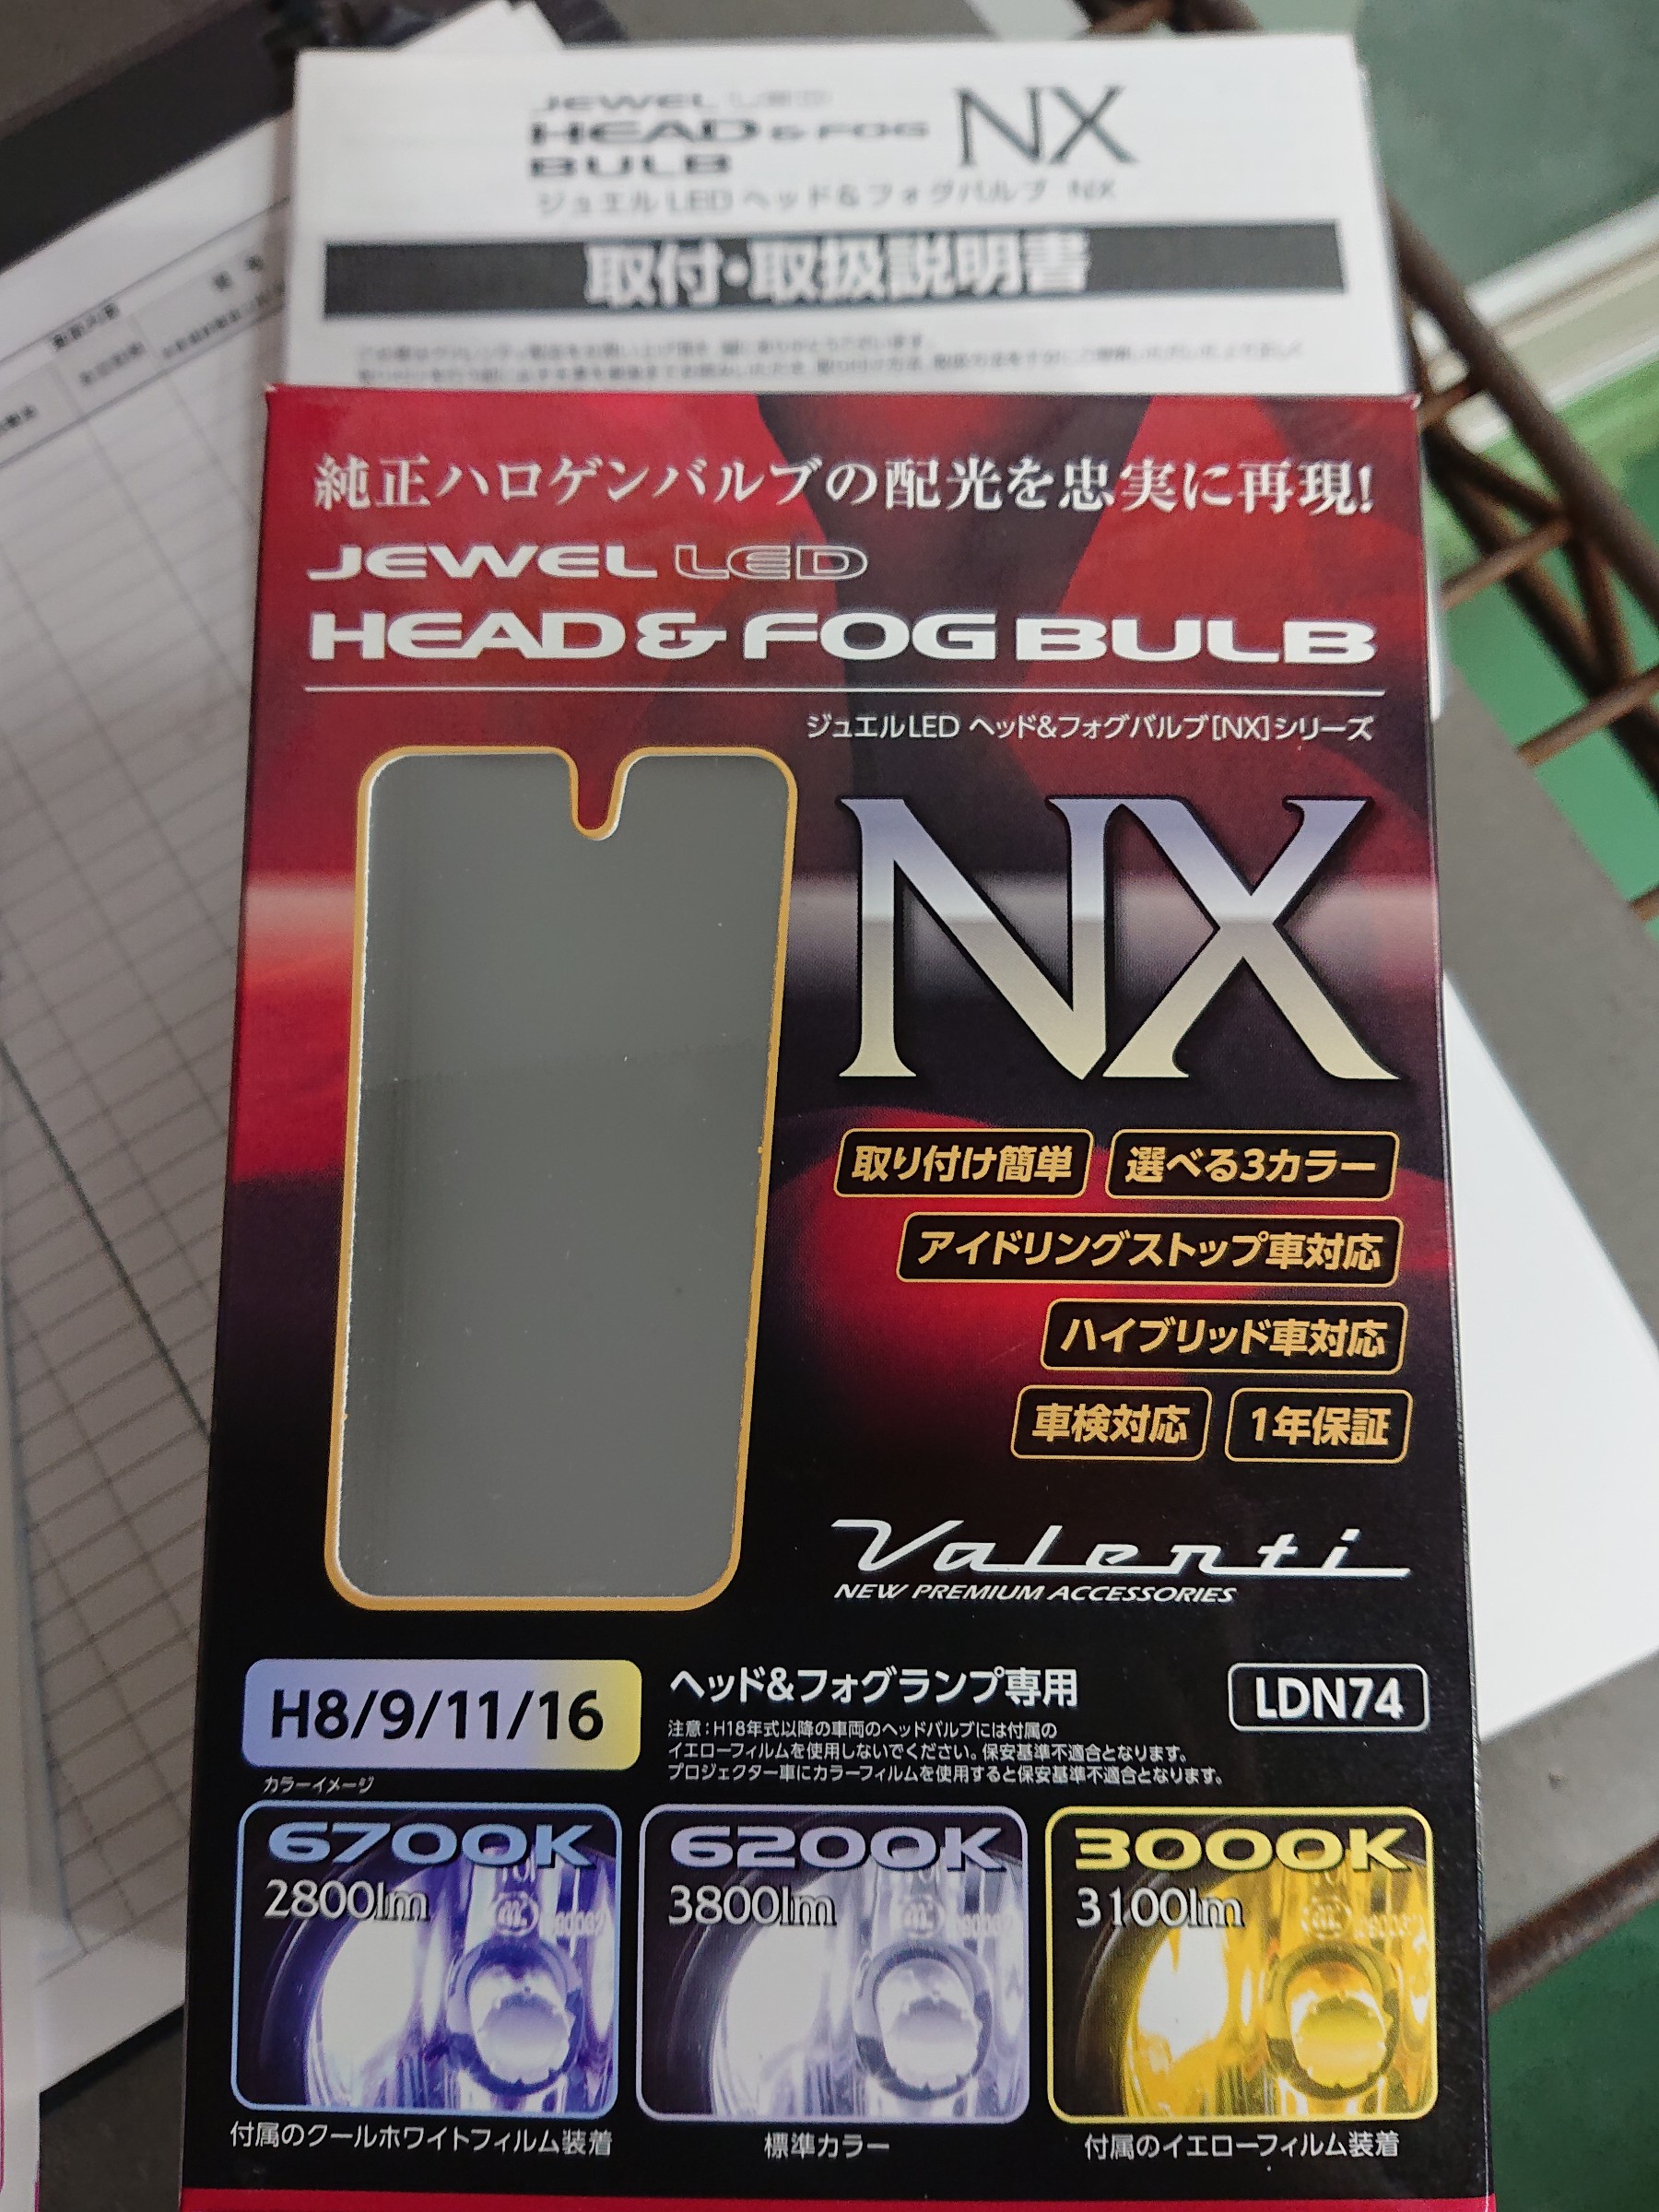 JEWEL LED
HEAD & FOG
BULB
NX
ジュエル LED ヘッド&フォグバルブ NX
取付・取扱説明書
純正ハロゲンバルブの配光を忠実に再現!
JEWEL LED
HEAD & FOG BULB
ジュエルLED ヘッド&フォグバルブ[NX]シリーズ
NX
取り付け簡単 選べる3カラー
アイドリングストップ車対応
ハイブリッド車対応
車検対応 1年保証
Valenti
NEW PREMIUM ACCESSORIES
H8/9/11/16
ヘッド&フォグランプ専用
LDN74
注意:H18年式以降の車両のヘッドバルブには付属の
イエローフィルムを使用しないでください。保安基準不適合となります。
プロジェクター車にカラーフィルムを使用すると保安基準不適合となります。
カラーイメージ
6700K
2800lm
付属のクールホワイトフィルム装着
6200K
3800lm
標準カラー
3000K
3100lm
付属のイエローフィルム装着